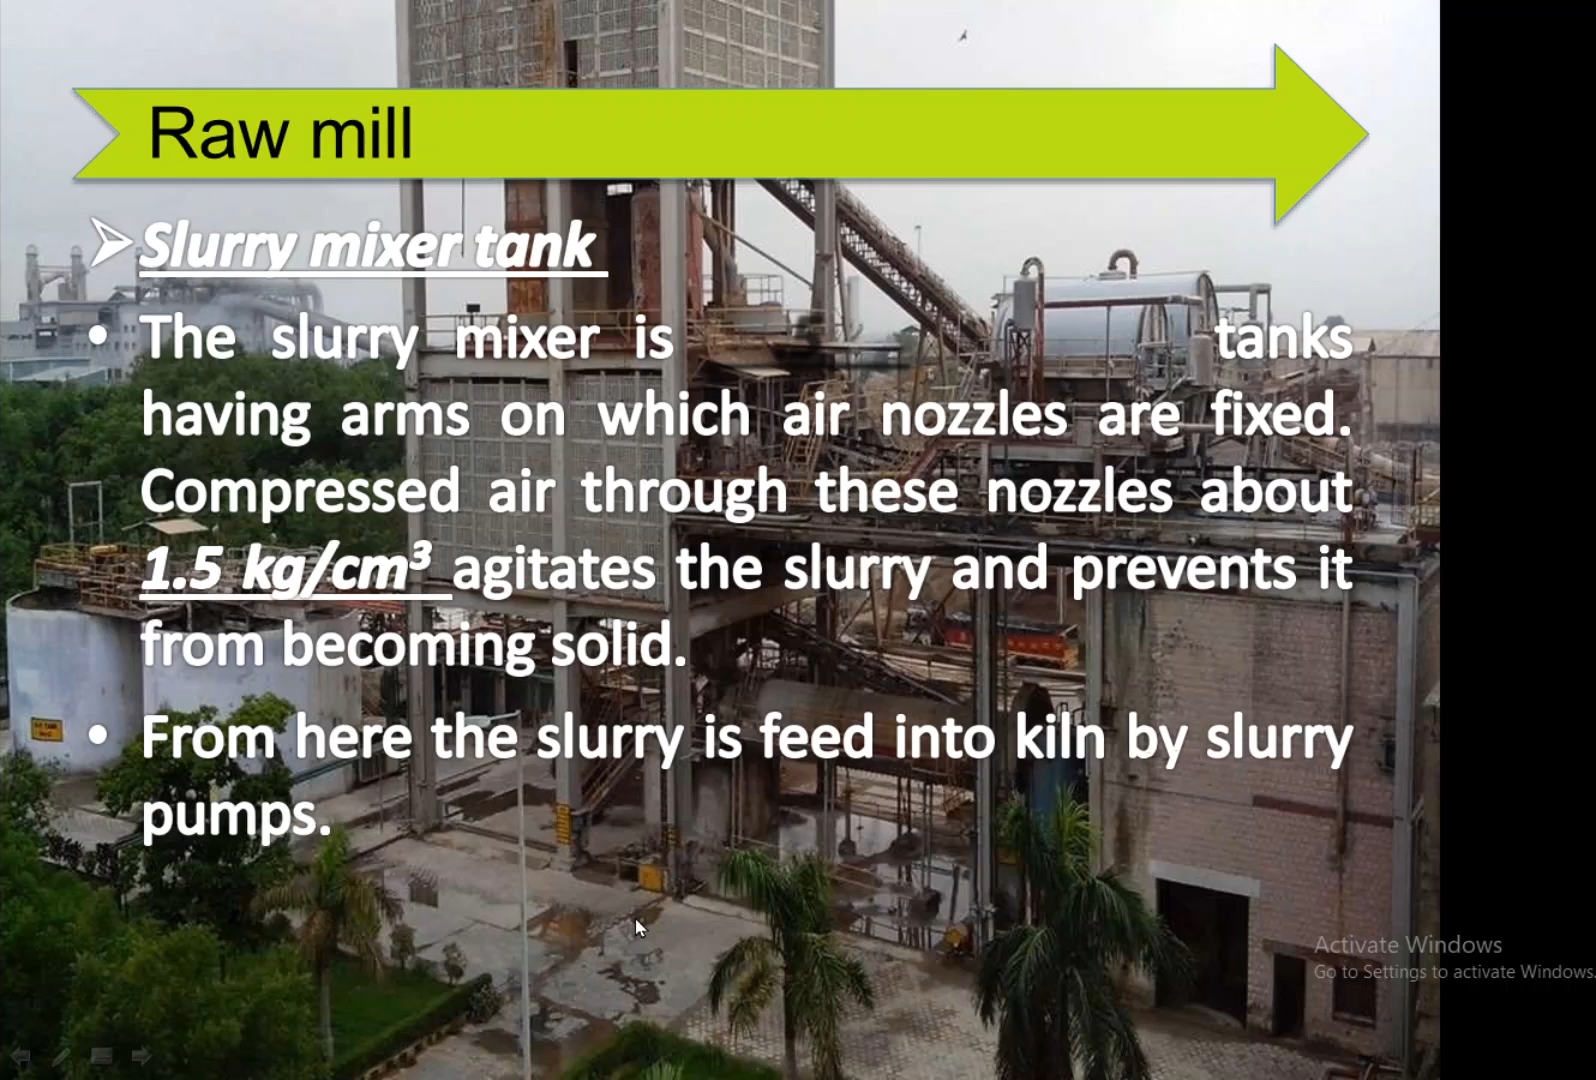 Raw mill
Slurry mixer tank
• The slurry mixer is tanks
having arms on which air nozzles are fixed.
Compressed air through these nozzles about
1.5 kg/cm³ agitates the slurry and prevents it
from becoming solid.
• From here the slurry is feed into kiln by slurry
pumps.
Activate Windows
Go to Settings to activate Windows.